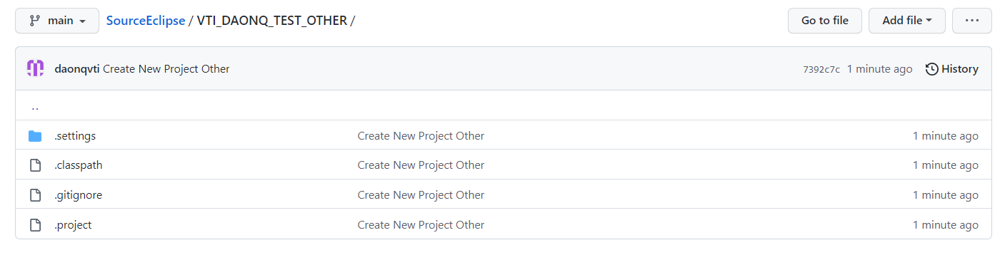 main SourceEclipse / VTI_DAONQ_TEST_OTHER / Go to file Add file ...
daonqvti Create New Project Other 7392c7c 1 minute ago History
..
.settings Create New Project Other 1 minute ago
.classpath Create New Project Other 1 minute ago
.gitignore Create New Project Other 1 minute ago
.project Create New Project Other 1 minute ago